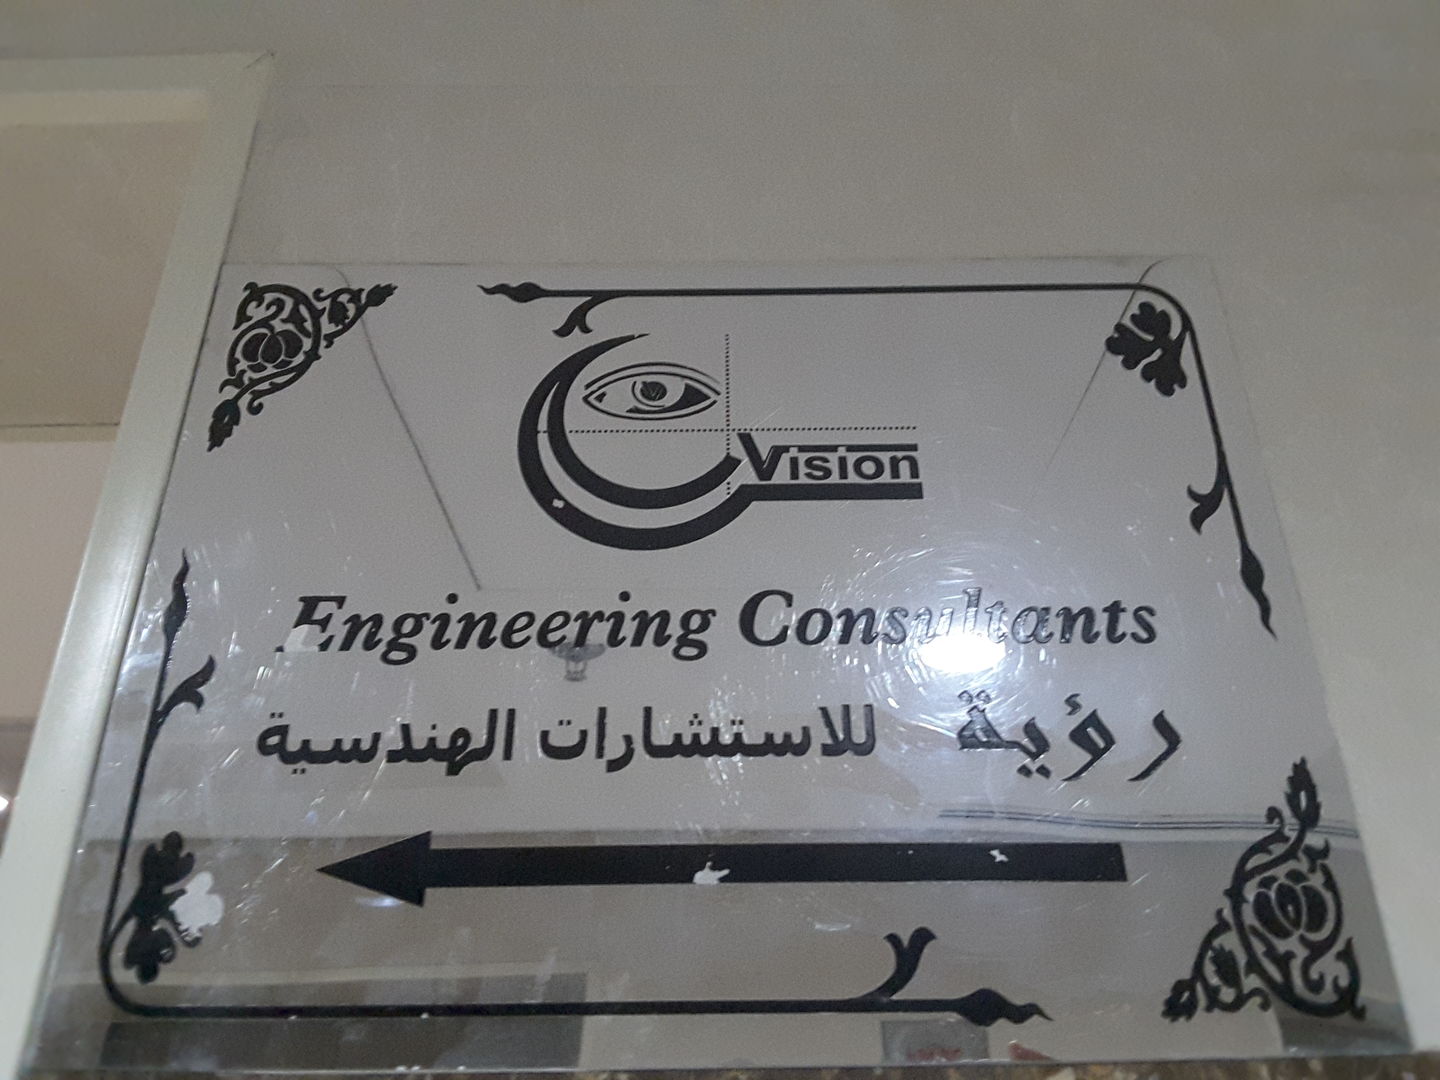 Vision
Engineering Consultants
رؤية للاستشارات الهندسية